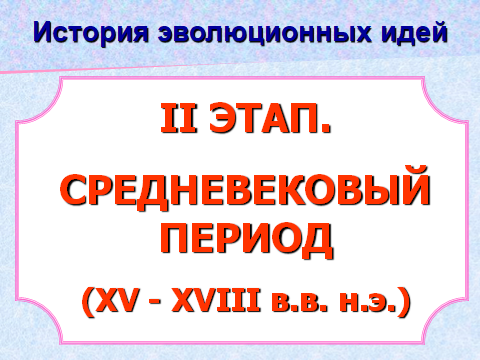 История эволюционных идей
II ЭТАП.
СРЕДНЕВЕКОВЫЙ
ПЕРИОД
(XV - XVIII в.в. н.э.)